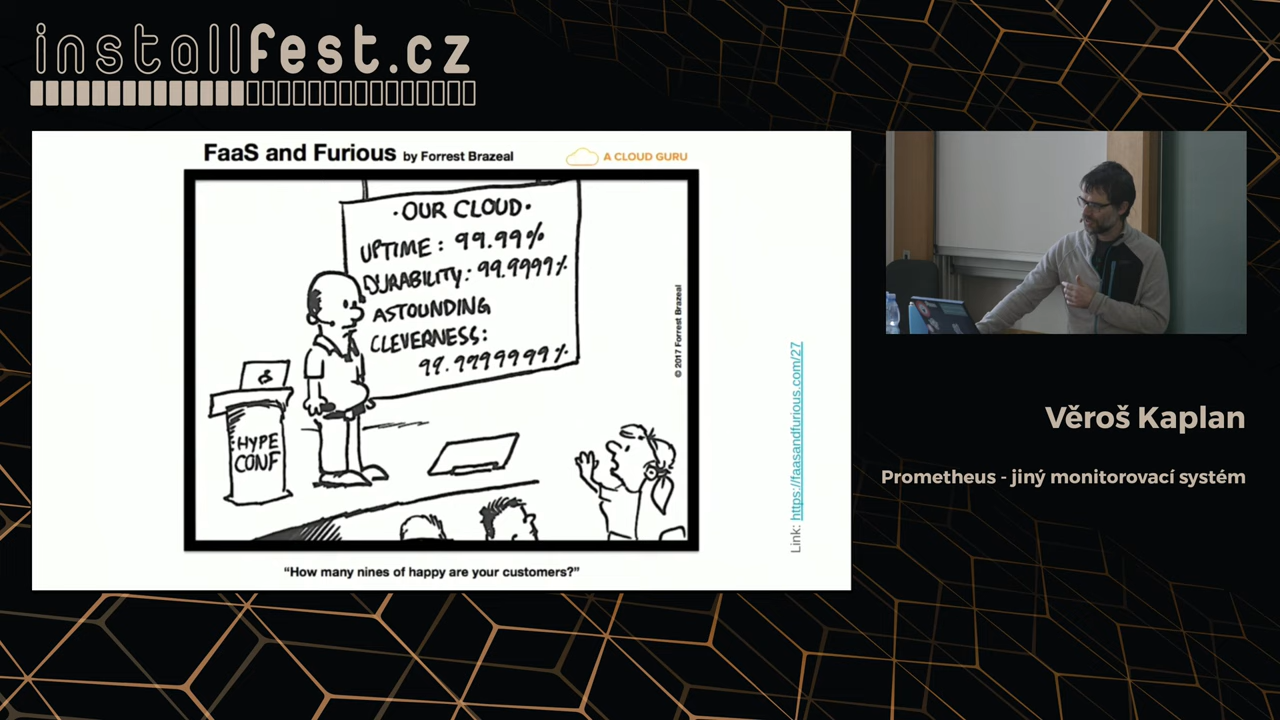 installfest.cz
FaaS and Furious by Forrest Brazeal
A CLOUD GURU
·OUR CLOUD·
UPTIME: 99.99%
DURABILITY: 99.9999%
ASTOUNDING
CLEVERNESS:
99.9999999%
HYPE
CONF
© 2017 Forrest Brazeal
"How many nines of happy are your customers?"
Link: https://faasandfurious.com/27
Věroš Kaplan
Prometheus - jiný monitorovací systém